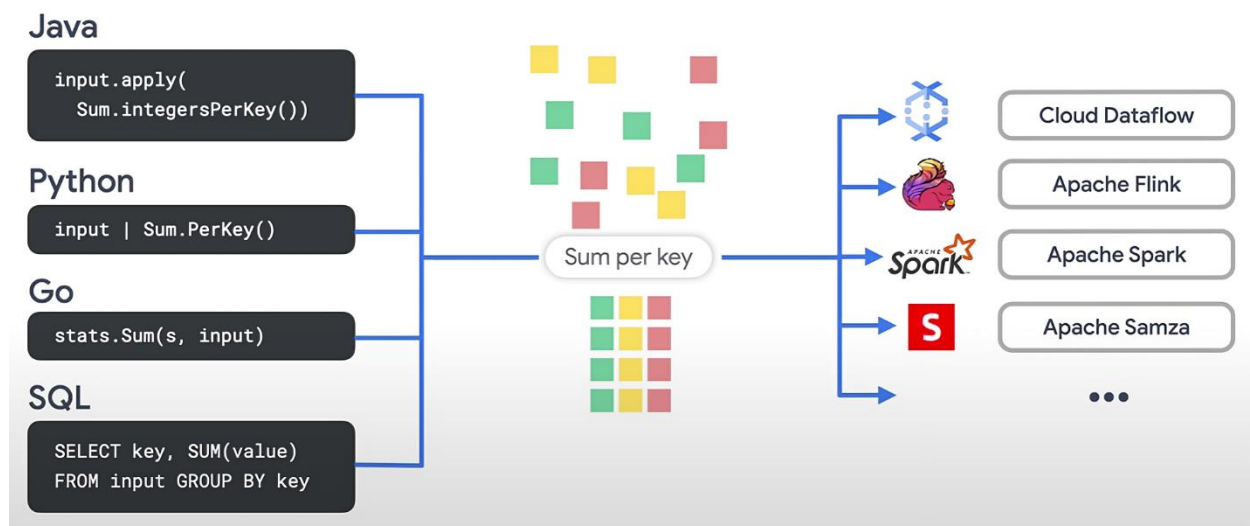 Java
input.apply(
Sum.integersPerKey())
Python
input | Sum.PerKey()
Go
stats.Sum(s, input)
SQL
SELECT key, SUM(value)
FROM input GROUP BY key
Sum per key
Cloud Dataflow
Apache Flink
APACHE
Spark
Apache Spark
S
Apache Samza
•••